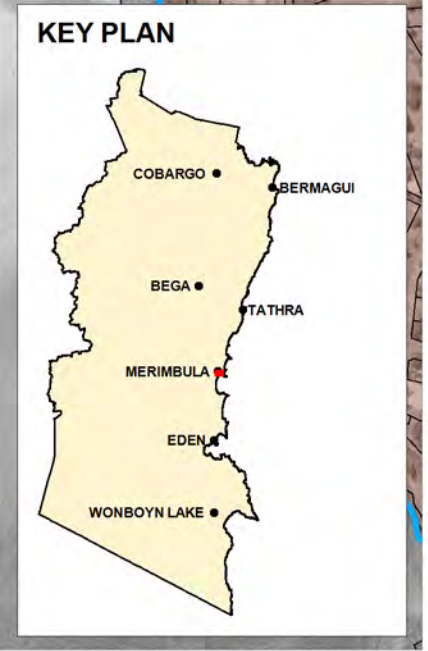 KEY PLAN
COBARGO
BERMAGUI
BEGA
TATHRA
MERIMBULA
EDEN
WONBOYN LAKE